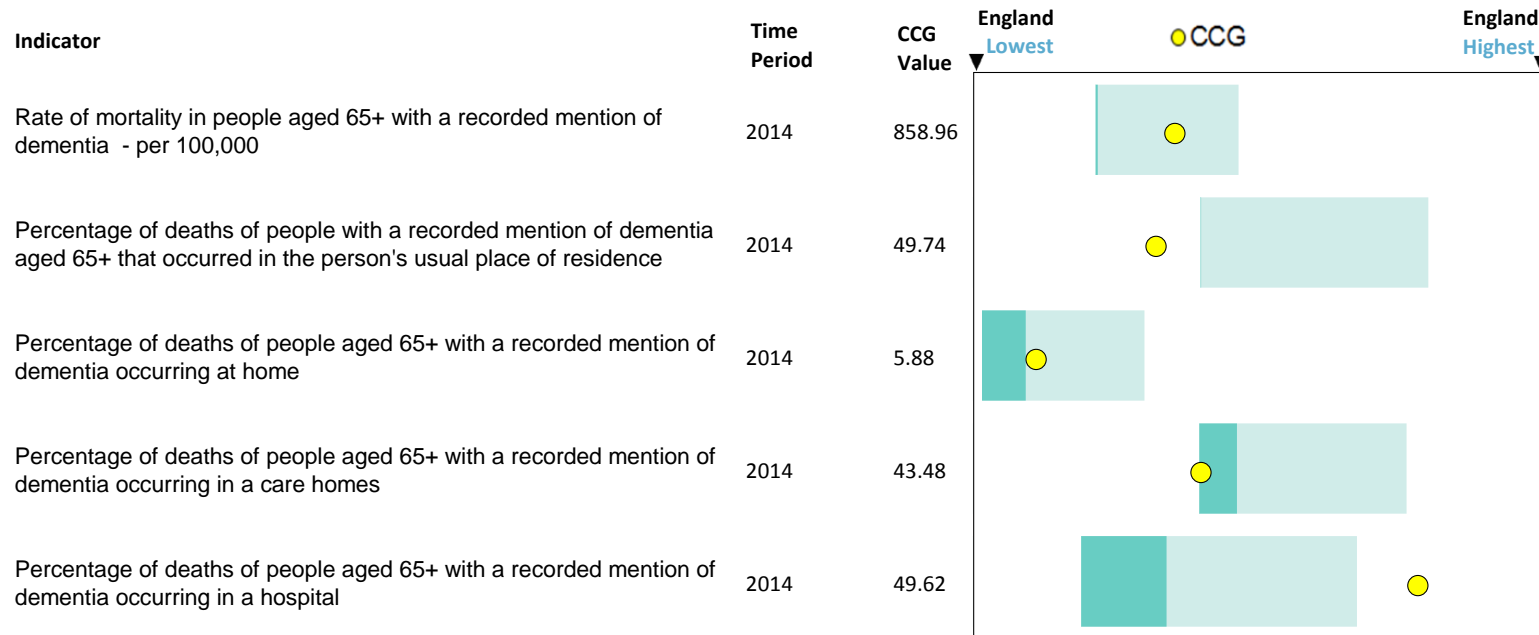 Indicator
Time
Period
CCG
Value
England
Lowest
CCG
England
Highest
Rate of mortality in people aged 65+ with a recorded mention of
dementia - per 100,000
2014
858.96
Percentage of deaths of people with a recorded mention of dementia
aged 65+ that occurred in the person's usual place of residence
2014
49.74
Percentage of deaths of people aged 65+ with a recorded mention of
dementia occurring at home
2014
5.88
Percentage of deaths of people aged 65+ with a recorded mention of
dementia occurring in a care homes
2014
43.48
Percentage of deaths of people aged 65+ with a recorded mention of
dementia occurring in a hospital
2014
49.62